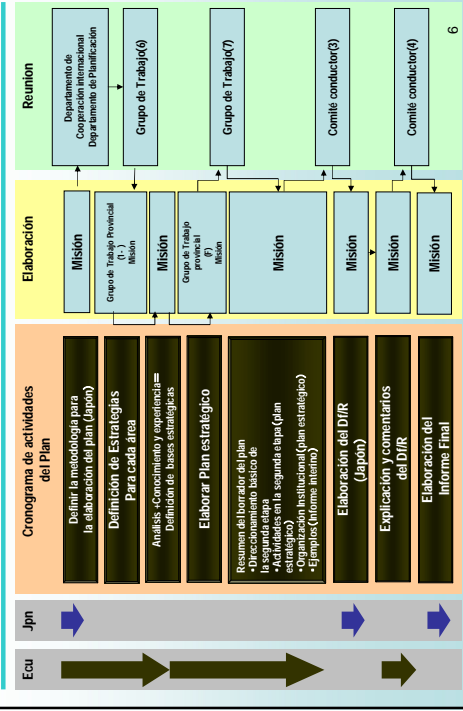 Ecu
Jpn
Cronograma de actividades
del Plan
Elaboración
Reunion
Definir la metodología para
la elaboración del plan (Japón)
Misión
Departamento de
Cooperación internacional
Departamento de Planificación
Definición de Estrategias
Para cada área
Grupo de Trabajo Provincial
(1- )
Misión
Grupo de Trabajo(6)
Análisis +Conocimiento y experiencia=
Definición de bases estratégicas
Misión
Elaborar Plan estratégico
Grupo de Trabajo
provincial
(F)
Misión
Grupo de Trabajo(7)
Resumen del borrador del plan
•Direccionamiento básico de
la segunda etapa
•Actividades en la segunda etapa(plan
estratégico)
•Organización Institucional(plan estratégico)
•Ejemplos(Informe interino)
Misión
Comité conductor(3)
Elaboración del Df/R
(Japón)
Misión
Explicación y comentarios
del Df/R
Misión
Comité conductor(4)
Elaboración del
Informe Final
Misión
6